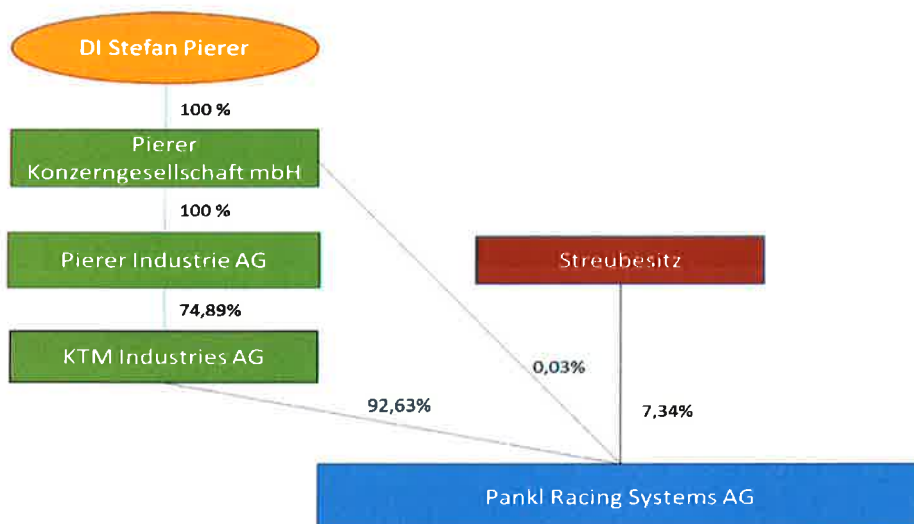 DI Stefan Pierer
100 %
Pierer
Konzerngesellschaft mbH
100 %
Pierer Industrie AG
Streubesitz
74,89%
KTM Industries AG
0,03%
92,63%
7,34%
Pankl Racing Systems AG